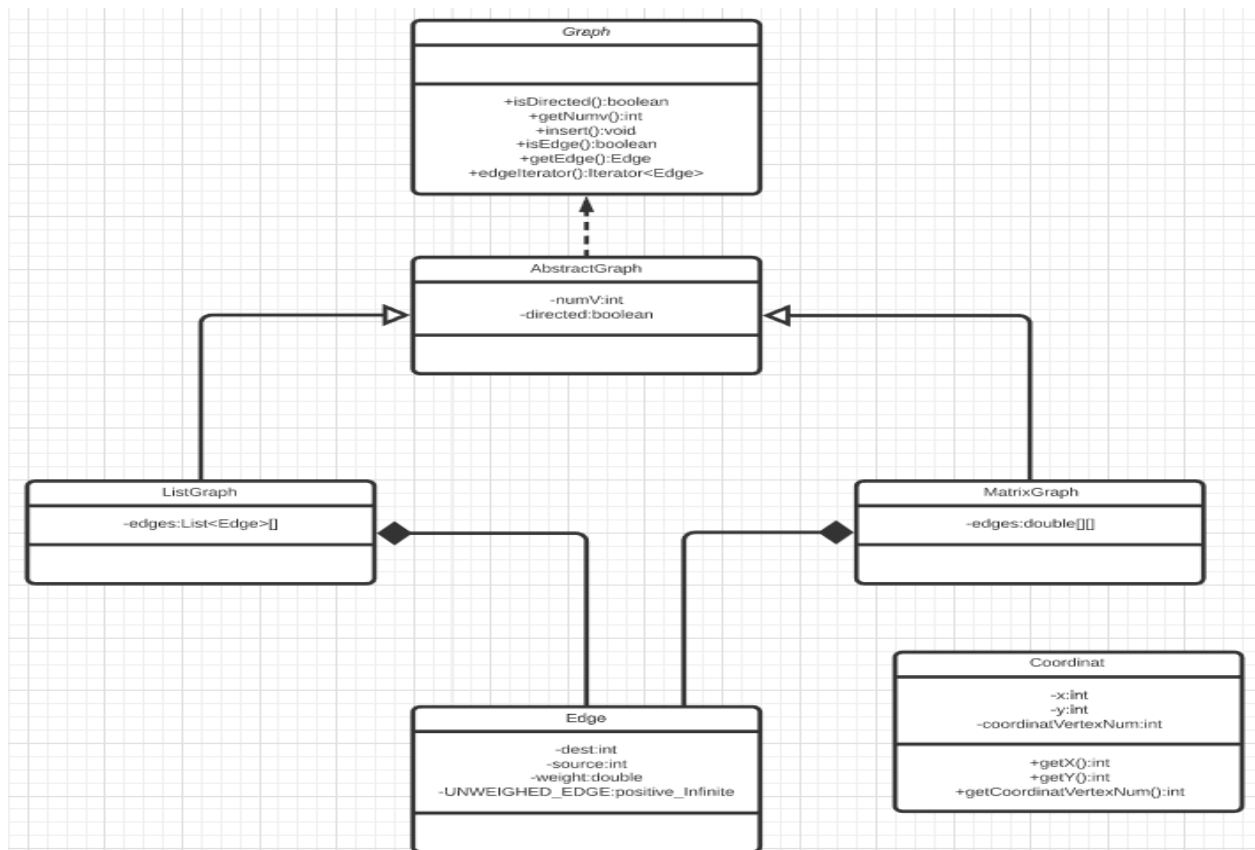 Graph
+isDirected():boolean
+getNumv():int
+insert():void
+isEdge():boolean
+getEdge():Edge
+edgeIterator():Iterator<Edge>
AbstractGraph
-numV:int
-directed:boolean
ListGraph
-edges:List<Edge>[]
MatrixGraph
-edges:double[][]
Edge
-dest:int
-source:int
-weight:double
-UNWEIGHED_EDGE:positive_Infinite
Coordinat
-x:int
-y:int
-coordinatVertexNum:int
+getX():int
+getY():int
+getCoordinatVertexNum():int